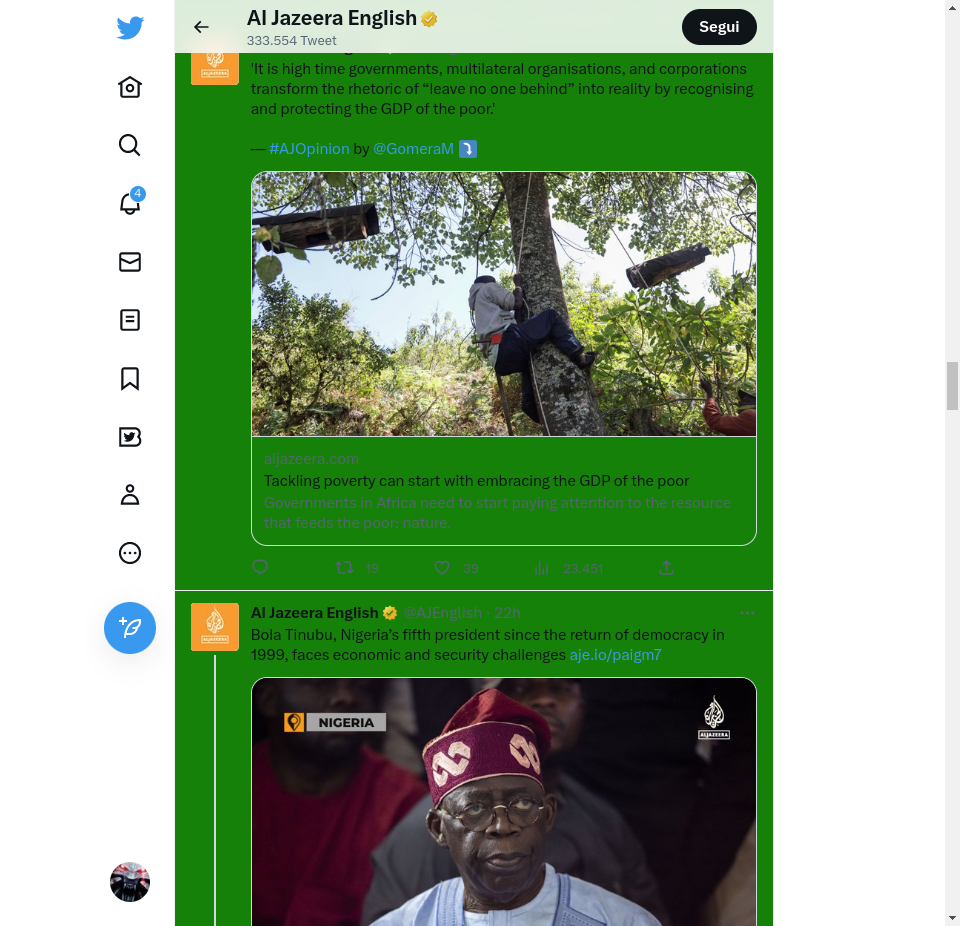 Al Jazeera English
333.554 Tweet
Segui
4
ALJAZEERA
'It is high time governments, multilateral organisations, and corporations
transform the rhetoric of “leave no one behind” into reality by recognising
and protecting the GDP of the poor.'
— #AJOpinion by @GomeraM
aljazeera.com
Tackling poverty can start with embracing the GDP of the poor
Governments in Africa need to start paying attention to the resource
that feeds the poor: nature.
19 39 23.451
ALJAZEERA
Al Jazeera English @AJEnglish · 22h
Bola Tinubu, Nigeria’s fifth president since the return of democracy in
1999, faces economic and security challenges aje.io/paigm7
NIGERIA
ALJAZEERA